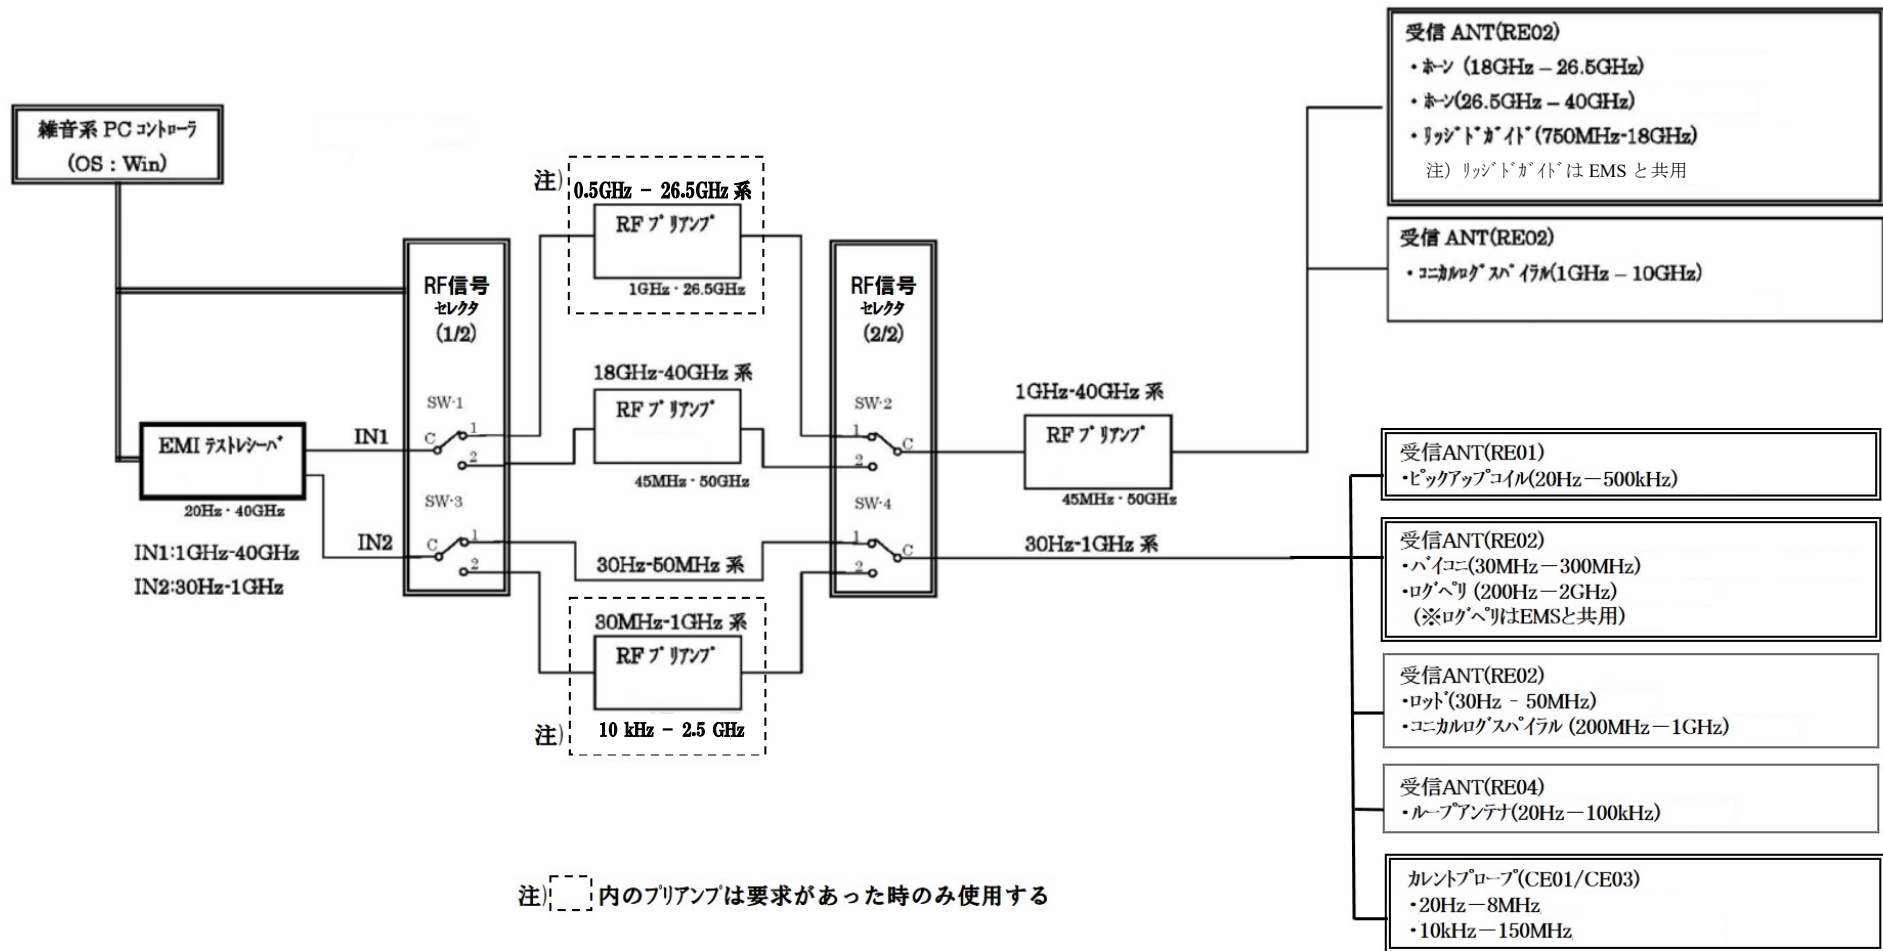 雑音系 PC コントローラ
(OS : Win)
EMI テストレシーバ
20Hz - 40GHz
IN1:1GHz-40GHz
IN2:30Hz-1GHz
IN1
IN2
RF信号
セレクタ
(1/2)
SW-1
C
1
2
SW-3
C
1
2
注)
0.5GHz - 26.5GHz 系
RF プリアンプ
1GHz - 26.5GHz
18GHz-40GHz 系
RF プリアンプ
45MHz - 50GHz
30Hz-50MHz 系
30MHz-1GHz 系
RF プリアンプ
注)
10 kHz - 2.5 GHz
RF信号
セレクタ
(2/2)
SW-2
1
C
2
SW-4
1
C
2
1GHz-40GHz 系
RF プリアンプ
45MHz - 50GHz
30Hz-1GHz 系
受信 ANT(RE02)
・ホーン (18GHz – 26.5GHz)
・ホーン(26.5GHz – 40GHz)
・リッジドガイド(750MHz-18GHz)
注) リッジドガイドは EMS と共用
受信 ANT(RE02)
・コニカルログスパイラル(1GHz – 10GHz)
受信ANT(RE01)
・ピックアップコイル(20Hz－500kHz)
受信ANT(RE02)
・バイコニ(30MHz－300MHz)
・ログペリ (200Hz－2GHz)
(※ログペリはEMSと共用)
受信ANT(RE02)
・ロッド(30Hz - 50MHz)
・コニカルログスパイラル (200MHz－1GHz)
受信ANT(RE04)
・ループアンテナ(20Hz－100kHz)
カレントプローブ(CE01/CE03)
・20Hz－8MHz
・10kHz－150MHz
注) 内のプリアンプは要求があった時のみ使用する